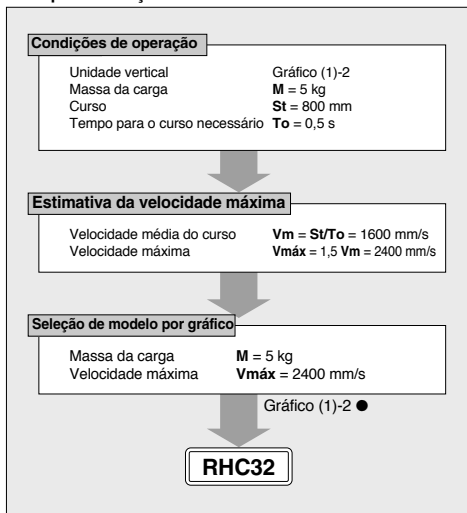 Condições de operação
Unidade vertical Gráfico (1)-2
Massa da carga M = 5 kg
Curso St = 800 mm
Tempo para o curso necessário To = 0,5 s
Estimativa da velocidade máxima
Velocidade média do curso Vm = St/To = 1600 mm/s
Velocidade máxima Vmáx = 1,5 Vm = 2400 mm/s
Seleção de modelo por gráfico
Massa da carga M = 5 kg
Velocidade máxima Vmáx = 2400 mm/s
Gráfico (1)-2 ●
RHC32